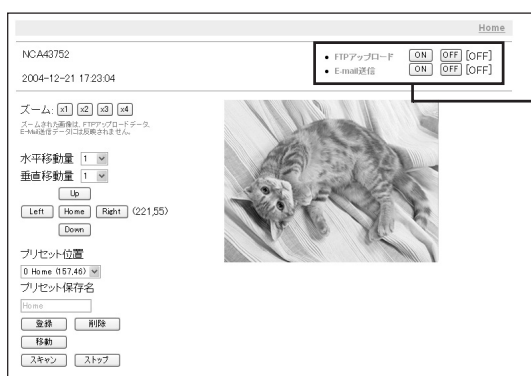 Home
NCA43752
2004-12-21 17:23:04
• FTPアップロード ON OFF [OFF]
• E-mail送信 ON OFF [OFF]
ズーム: x1 x2 x3 x4
ズームされた画像は、FTPアップロードデータ、
E-Mail送信データには反映されません。
水平移動量 1
垂直移動量 1
Up
Left Home Right (221,55)
Down
プリセット位置
0 Home (157,46)
プリセット保存名
Home
登録 削除
移動
スキャン ストップ